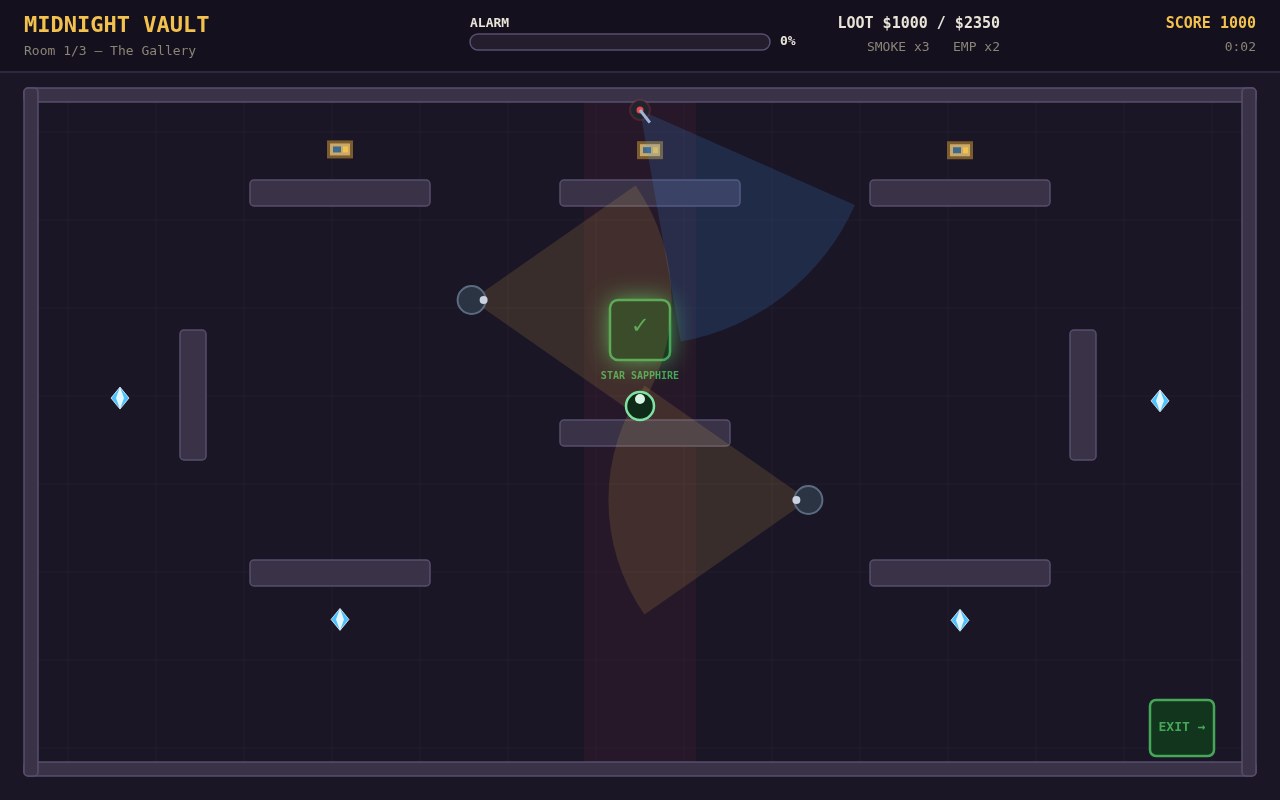 MIDNIGHT VAULT
Room 1/3 — The Gallery
ALARM
0%
LOOT $1000 / $2350
SMOKE x3 EMP x2
SCORE 1000
0:02
✓
STAR SAPPHIRE
EXIT →